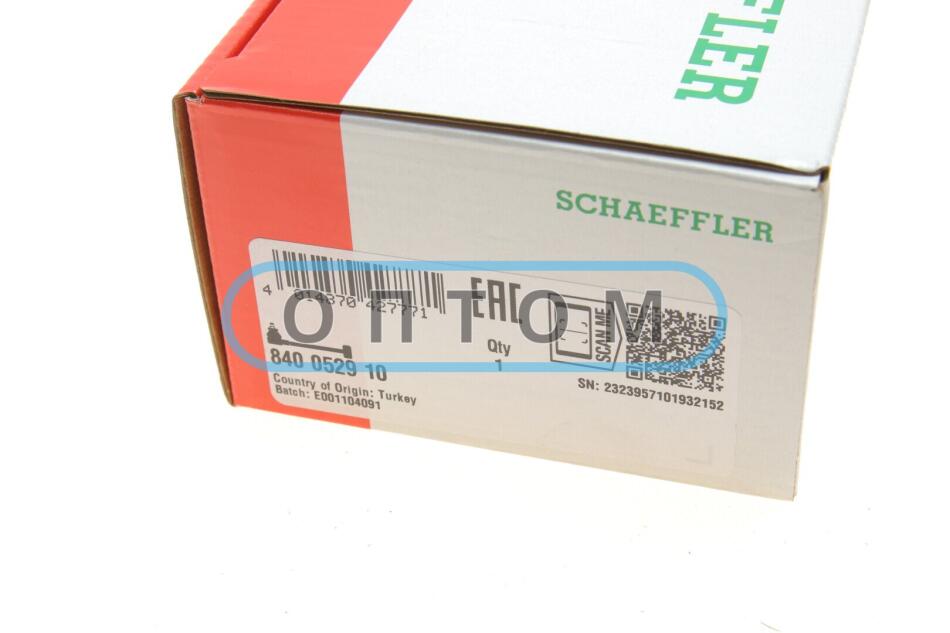 FLER
SCHAEFFLER
4 014870 427771
EAC
ОПТОМ
SCAN ME
840 0529 10
Qty
1
Country of Origin: Turkey
Batch: E001104091
SN: 2323957101932152